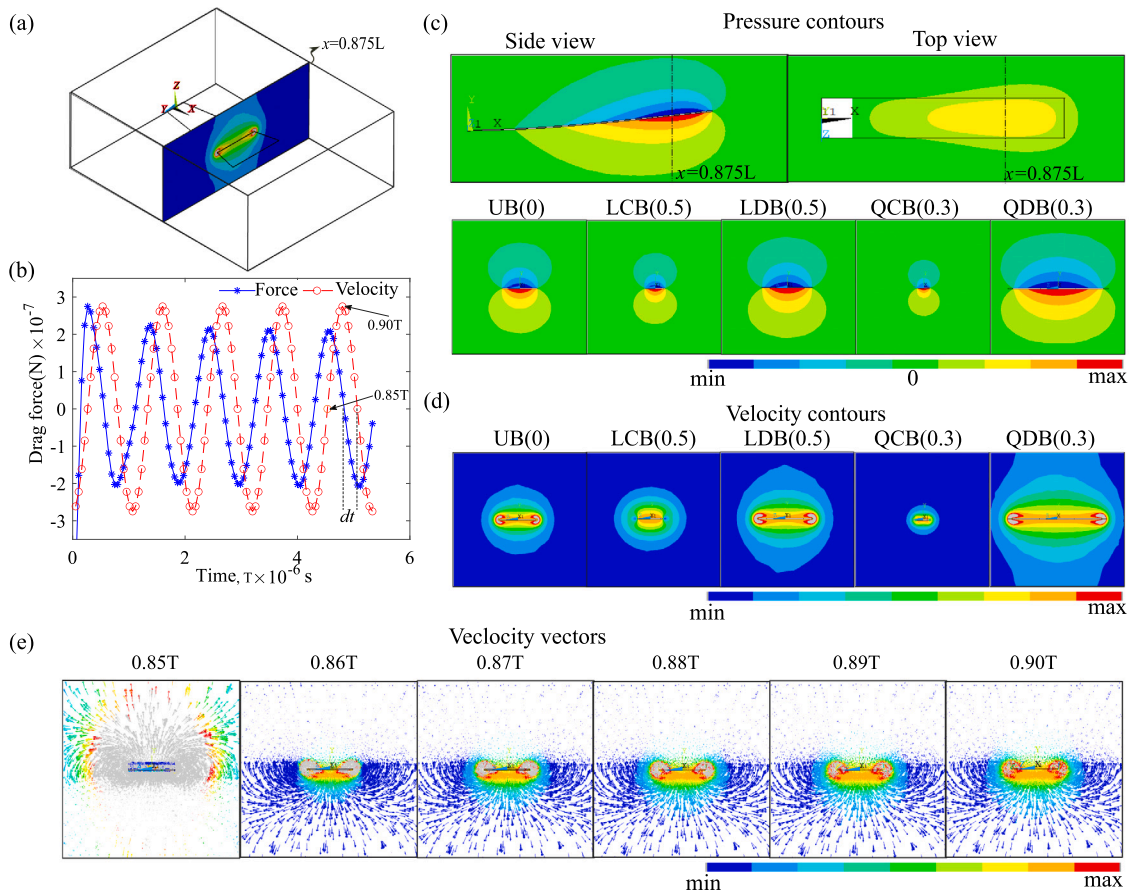 (a)
x=0.875L
Z
Y
X
(b)
Force
Velocity
3
2
1
0
-1
-2
-3
Drag force(N) ×10⁻⁷
0.90T
0.85T
dt
0
2
4
6
Time, T×10⁻⁶ s
(c)
Pressure contours
Side view
Top view
Y
X
x=0.875L
X
Z
x=0.875L
UB(0)
LCB(0.5)
LDB(0.5)
QCB(0.3)
QDB(0.3)
min
0
max
(d)
Velocity contours
UB(0)
LCB(0.5)
LDB(0.5)
QCB(0.3)
QDB(0.3)
min
max
(e)
Veclocity vectors
0.85T
0.86T
0.87T
0.88T
0.89T
0.90T
min
max